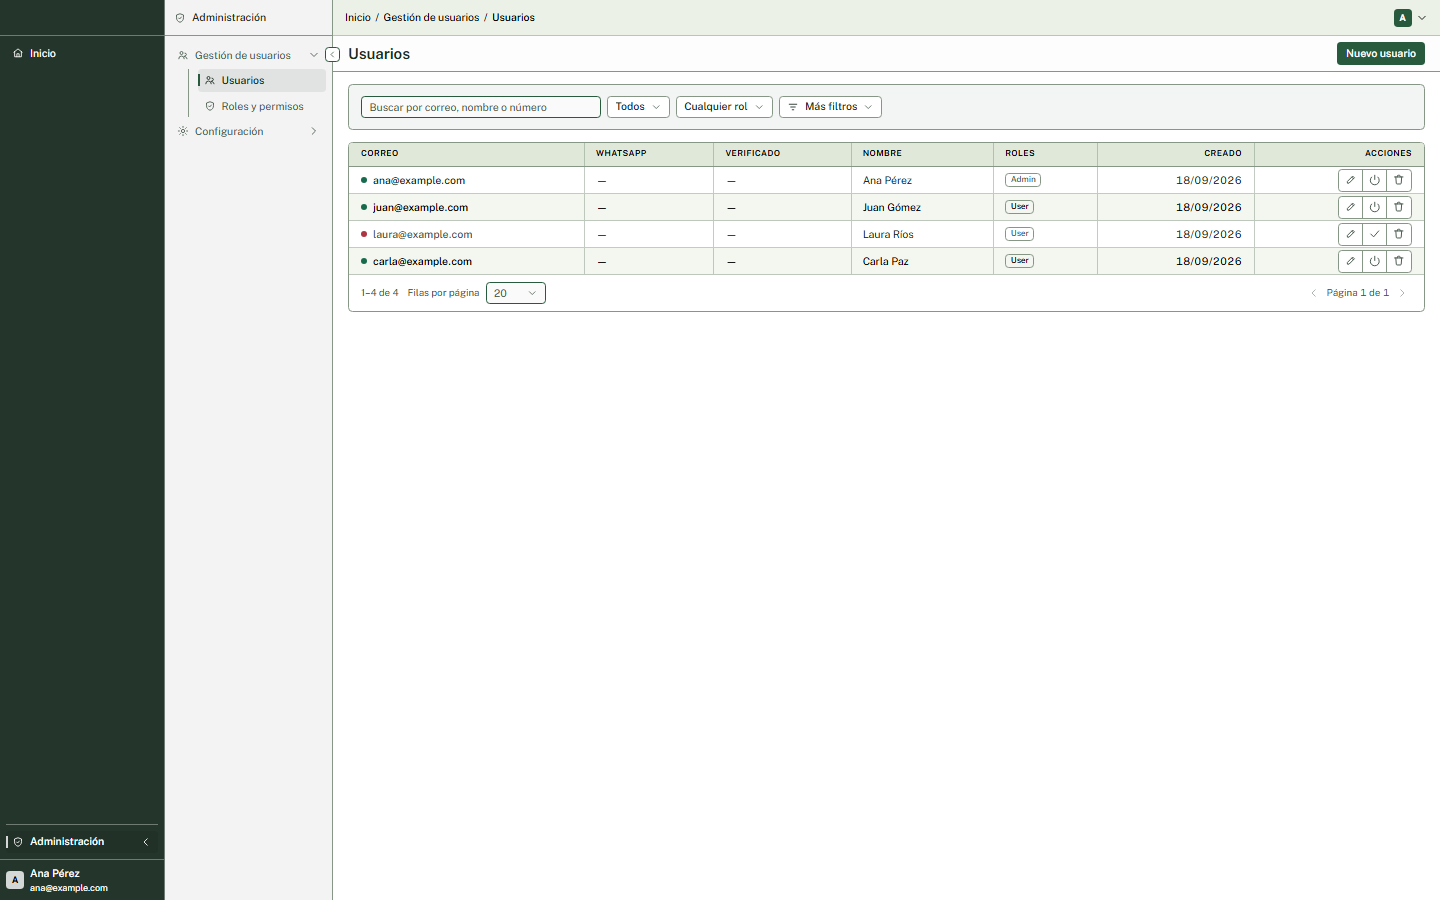 Administración
Inicio / Gestión de usuarios / Usuarios
A
Inicio
Gestión de usuarios
Usuarios
Roles y permisos
Configuración
Usuarios
Nuevo usuario
Buscar por correo, nombre o número
Todos
Cualquier rol
Más filtros
CORREO WHATSAPP VERIFICADO NOMBRE ROLES CREADO ACCIONES
ana@example.com — — Ana Pérez Admin 18/09/2026
juan@example.com — — Juan Gómez User 18/09/2026
laura@example.com — — Laura Ríos User 18/09/2026
carla@example.com — — Carla Paz User 18/09/2026
1–4 de 4 Filas por página 20 Página 1 de 1
Administración
A
Ana Pérez
ana@example.com